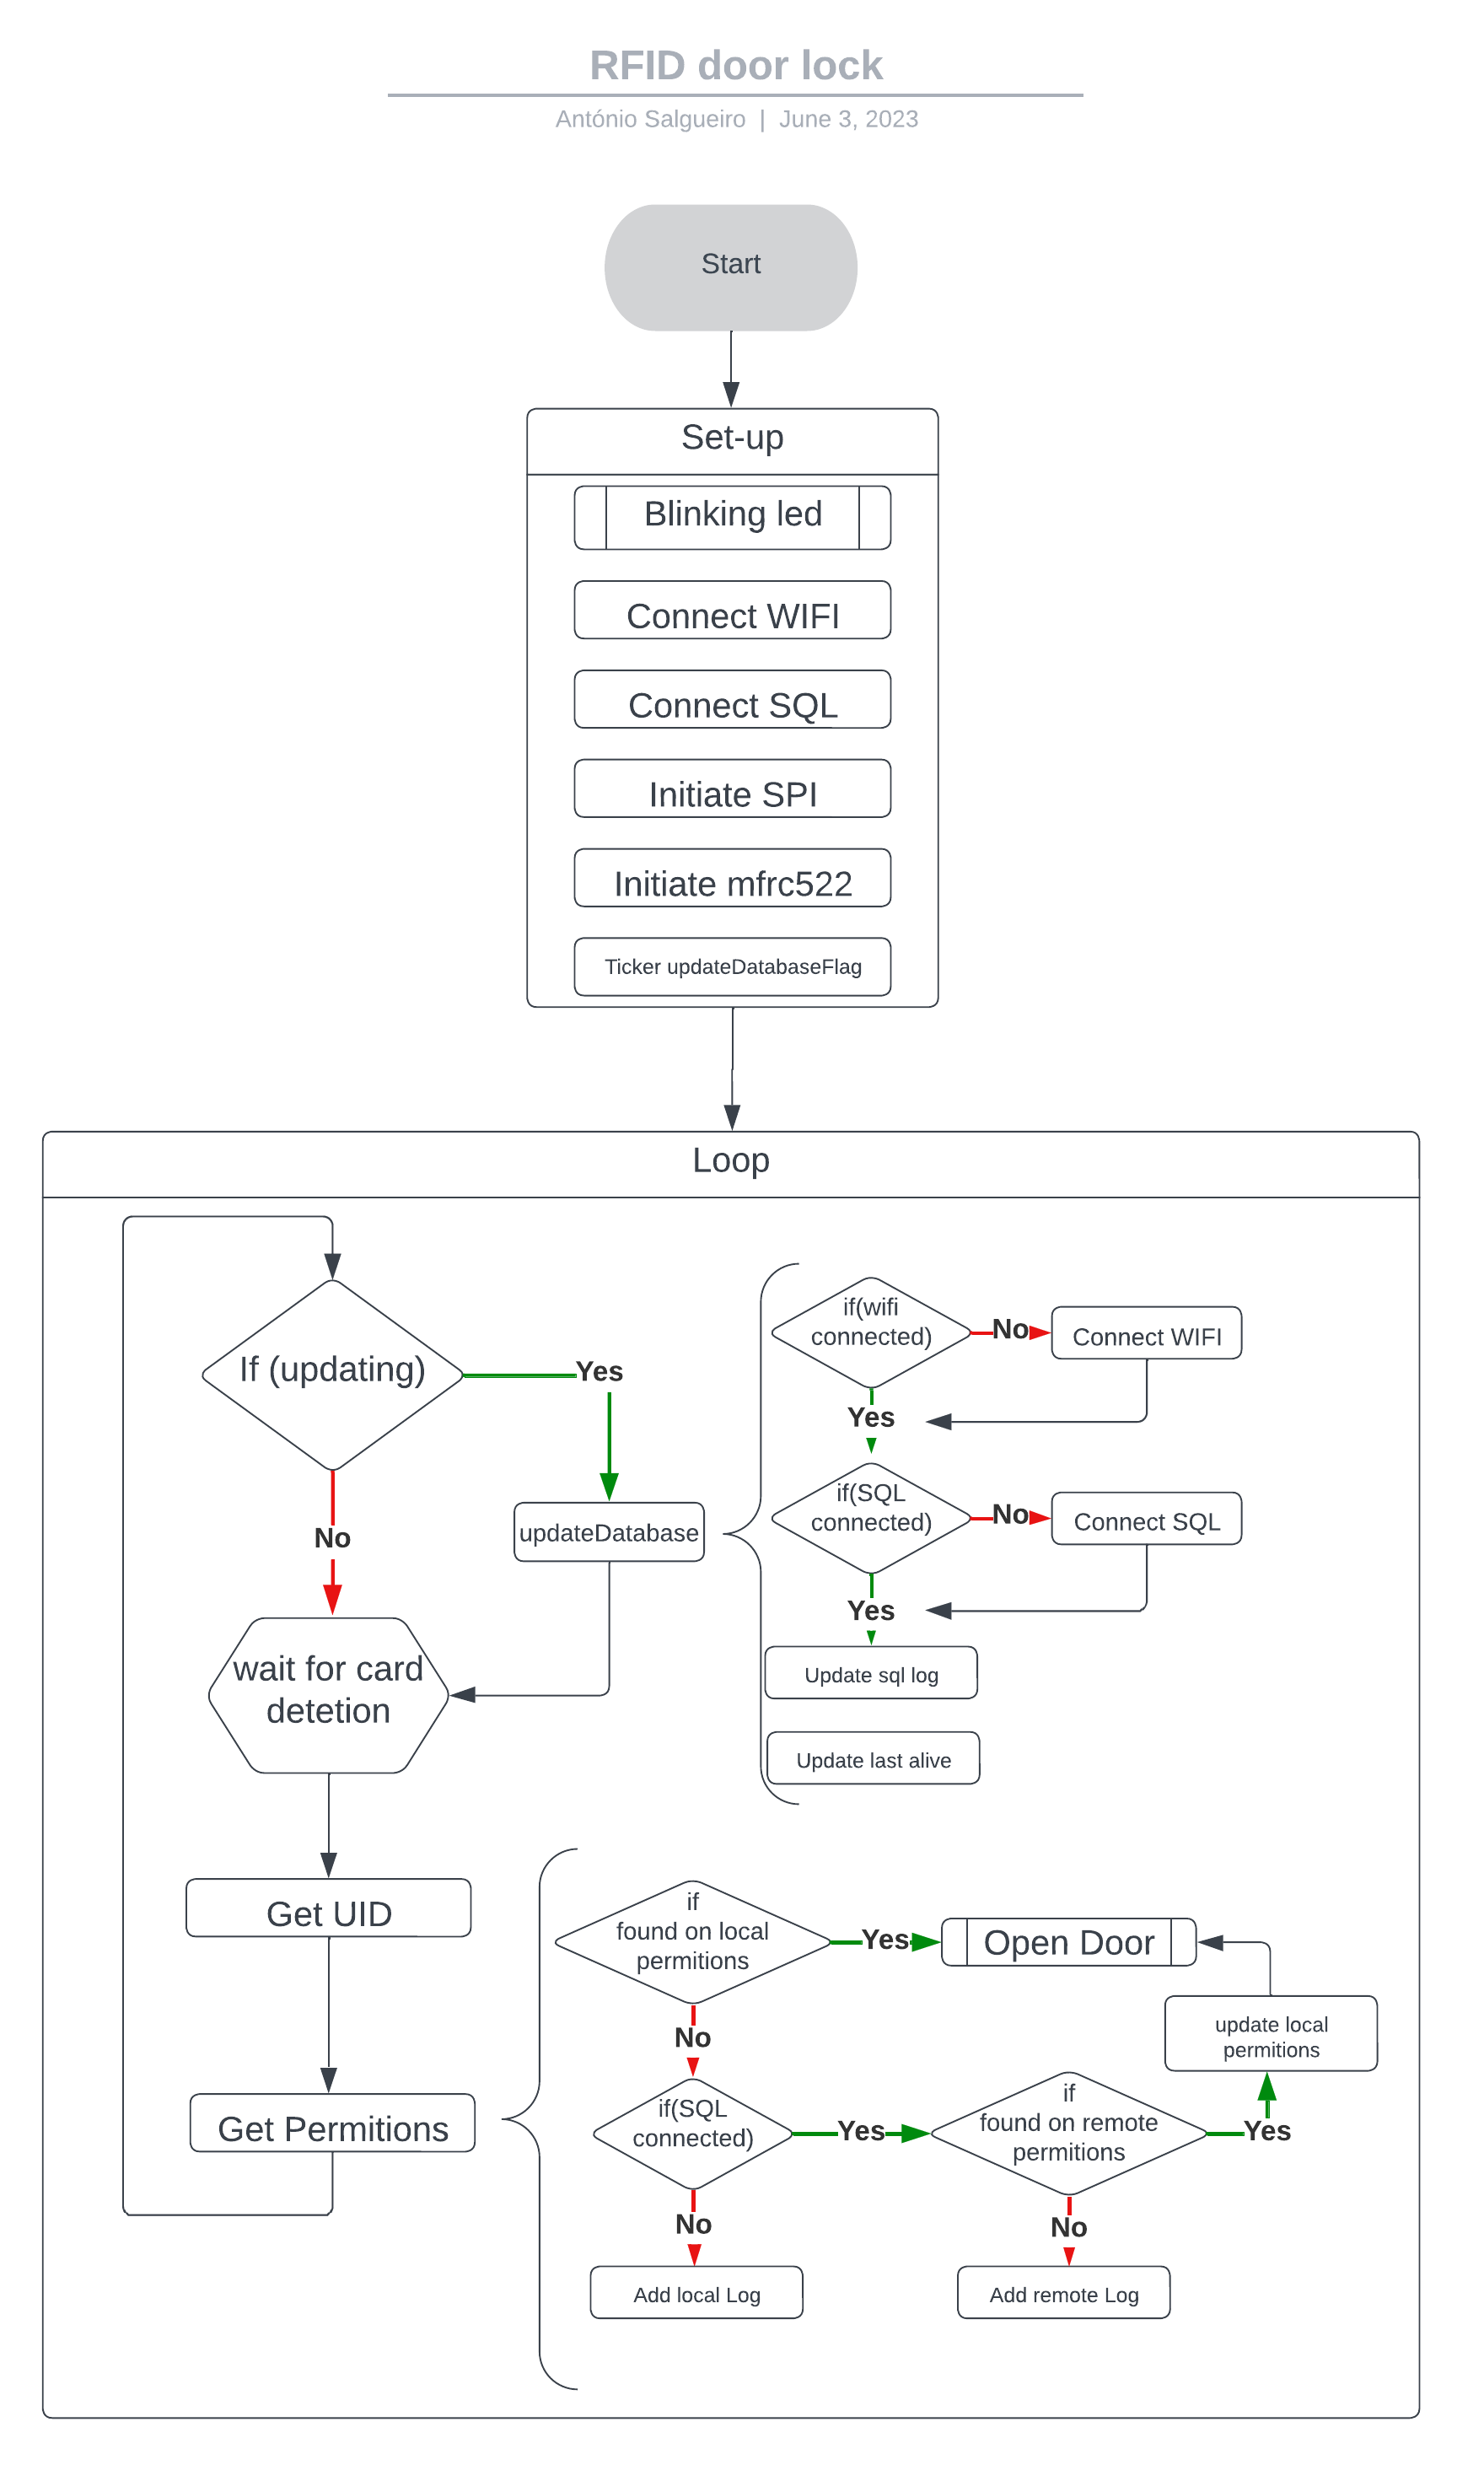 RFID door lock
António Salgueiro | June 3, 2023
Start
Set-up
Blinking led
Connect WIFI
Connect SQL
Initiate SPI
Initiate mfrc522
Ticker updateDatabaseFlag
Loop
If (updating)
Yes
No
updateDatabase
wait for card
detetion
Get UID
Get Permitions
if(wifi
connected)
No
Connect WIFI
Yes
if(SQL
connected)
No
Connect SQL
Yes
Update sql log
Update last alive
if
found on local
permitions
Yes
Open Door
No
update local
permitions
if(SQL
connected)
Yes
if
found on remote
permitions
Yes
No
No
Add local Log
Add remote Log